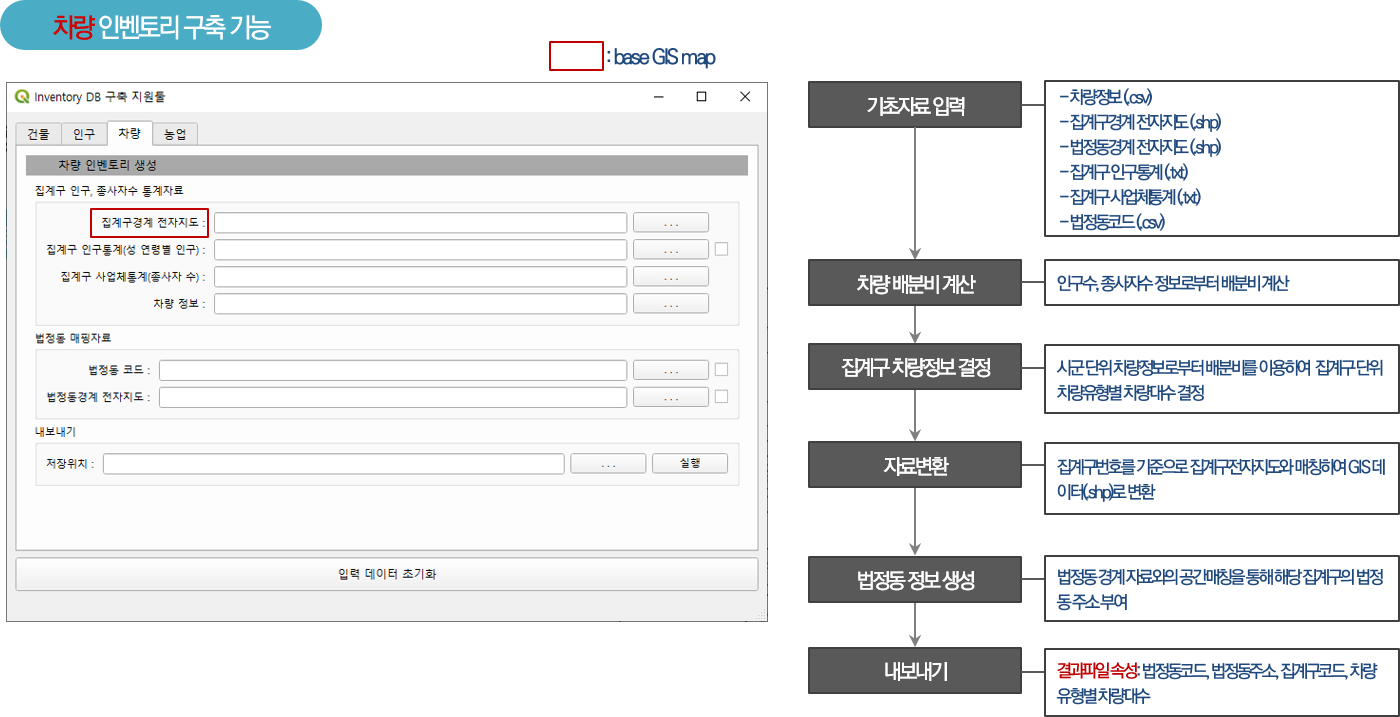 차량 인벤토리 구축 기능
: base GIS map
Inventory DB 구축 지원툴
건물
인구
차량
농업
차량 인벤토리 생성
집계구 인구, 종사자수 통계자료
집계구경계 전자지도 :
...
집계구 인구통계(성 연령별 인구) :
...
집계구 사업체통계(종사자 수) :
...
차량 정보 :
...
법정동 매핑자료
법정동 코드 :
...
법정동경계 전자지도 :
...
내보내기
저장위치 :
...
실행
입력 데이터 초기화
기초자료 입력
- 차량정보 (.csv)
- 집계구경계 전자지도 (.shp)
- 법정동경계 전자지도 (.shp)
- 집계구 인구통계 (.txt)
- 집계구 사업체통계 (.txt)
- 법정동코드 (.csv)
차량 배분비 계산
인구수, 종사자수 정보로부터 배분비 계산
집계구 차량정보 결정
시군 단위 차량정보로부터 배분비를 이용하여 집계구 단위
차량유형별 차량대수 결정
자료변환
집계구번호를 기준으로 집계구전자지도와 매칭하여 GIS 데
이터(.shp)로 변환
법정동 정보 생성
법정동 경계 자료와의 공간매칭을 통해 해당 집계구의 법정
동 주소 부여
내보내기
결과파일 속성: 법정동코드, 법정동주소, 집계구코드, 차량
유형별 차량대수